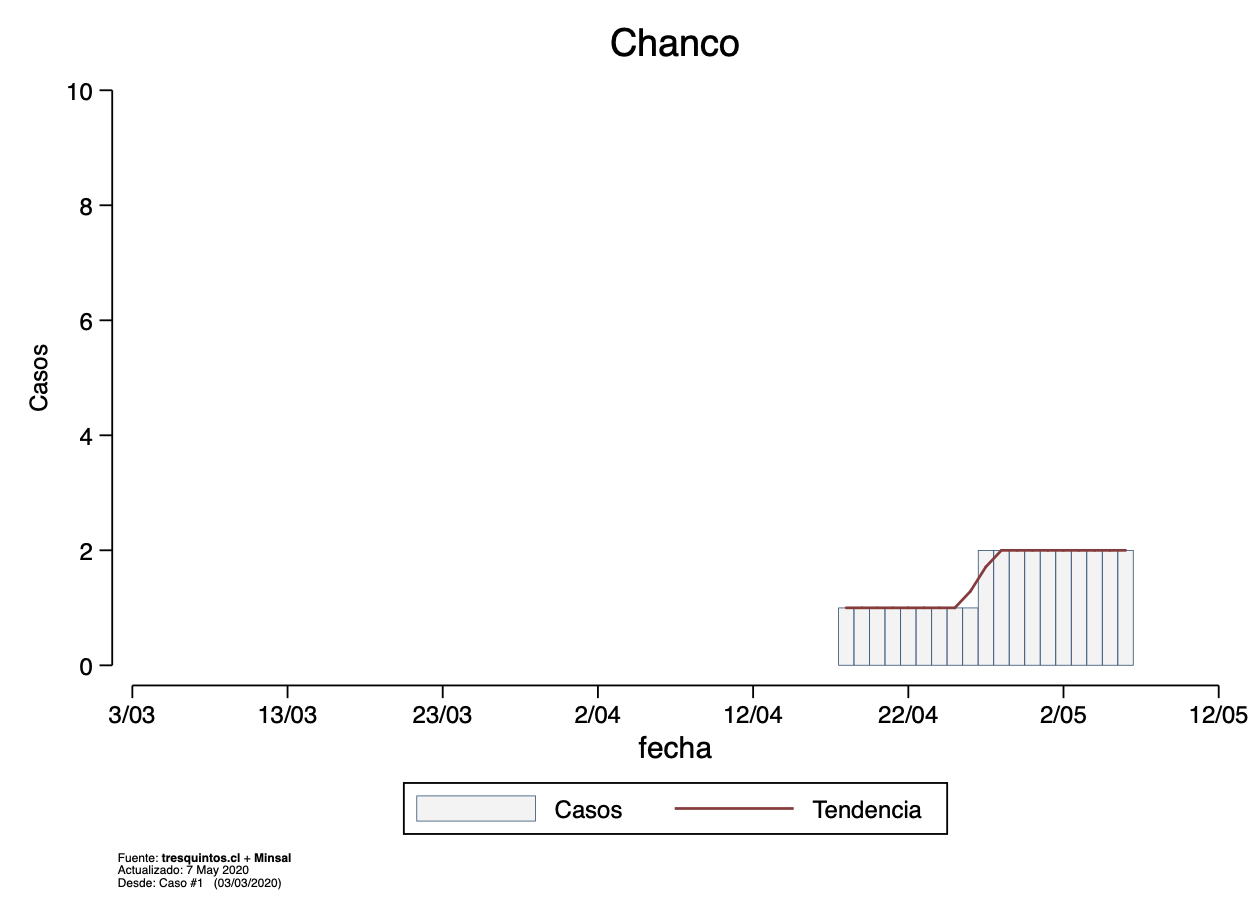 Chanco
10
8
6
4
2
0
Casos
3/03 13/03 23/03 2/04 12/04 22/04 2/05 12/05
fecha
Casos Tendencia
Fuente: tresquintos.cl + Minsal
Actualizado: 7 May 2020
Desde: Caso #1 (03/03/2020)